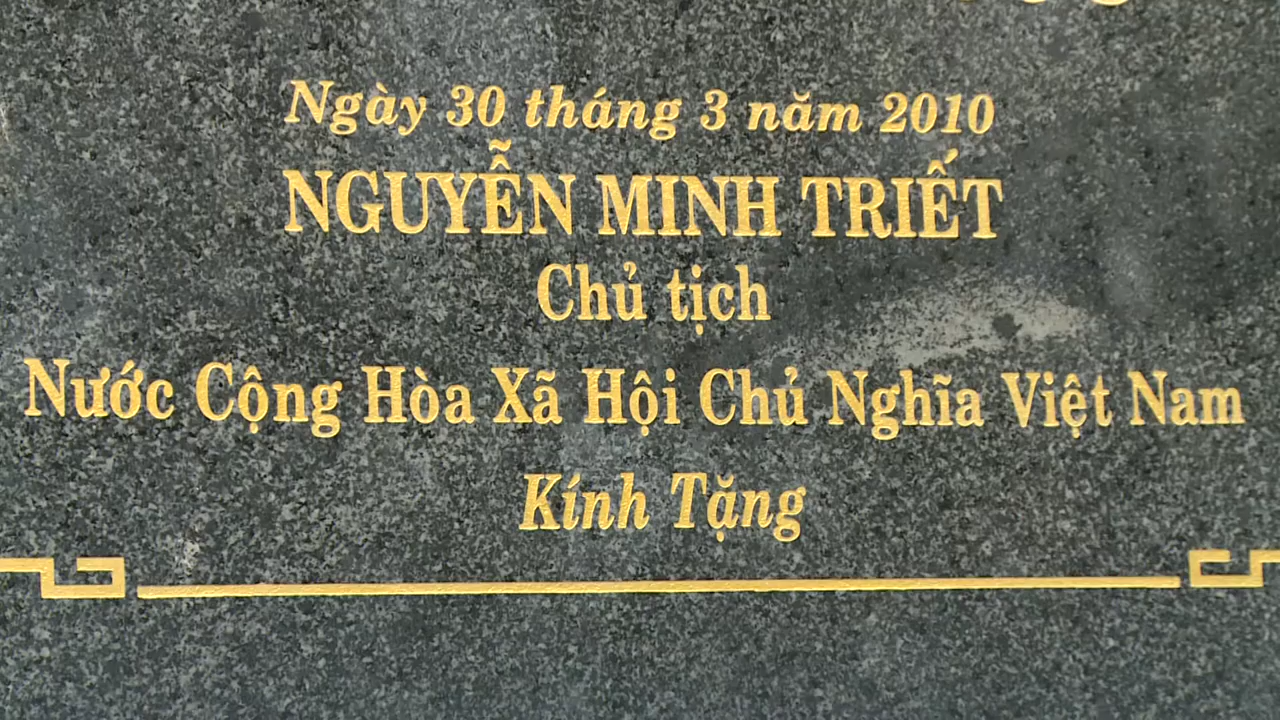 Ngày 30 tháng 3 năm 2010
NGUYỄN MINH TRIẾT
Chủ tịch
Nước Cộng Hòa Xã Hội Chủ Nghĩa Việt Nam
Kính Tặng